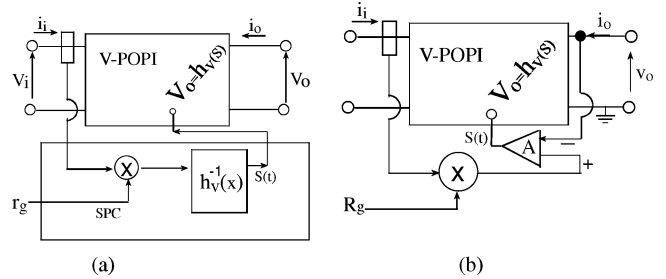 i_i
i_o
V-POPI
V_o=h_v(S)
V_i
V_o
X
h_v^-1(x)
S(t)
r_g
SPC
(a)
i_i
i_o
V-POPI
V_o=h_v(S)
v_o
S(t)
A
−
+
X
R_g
(b)